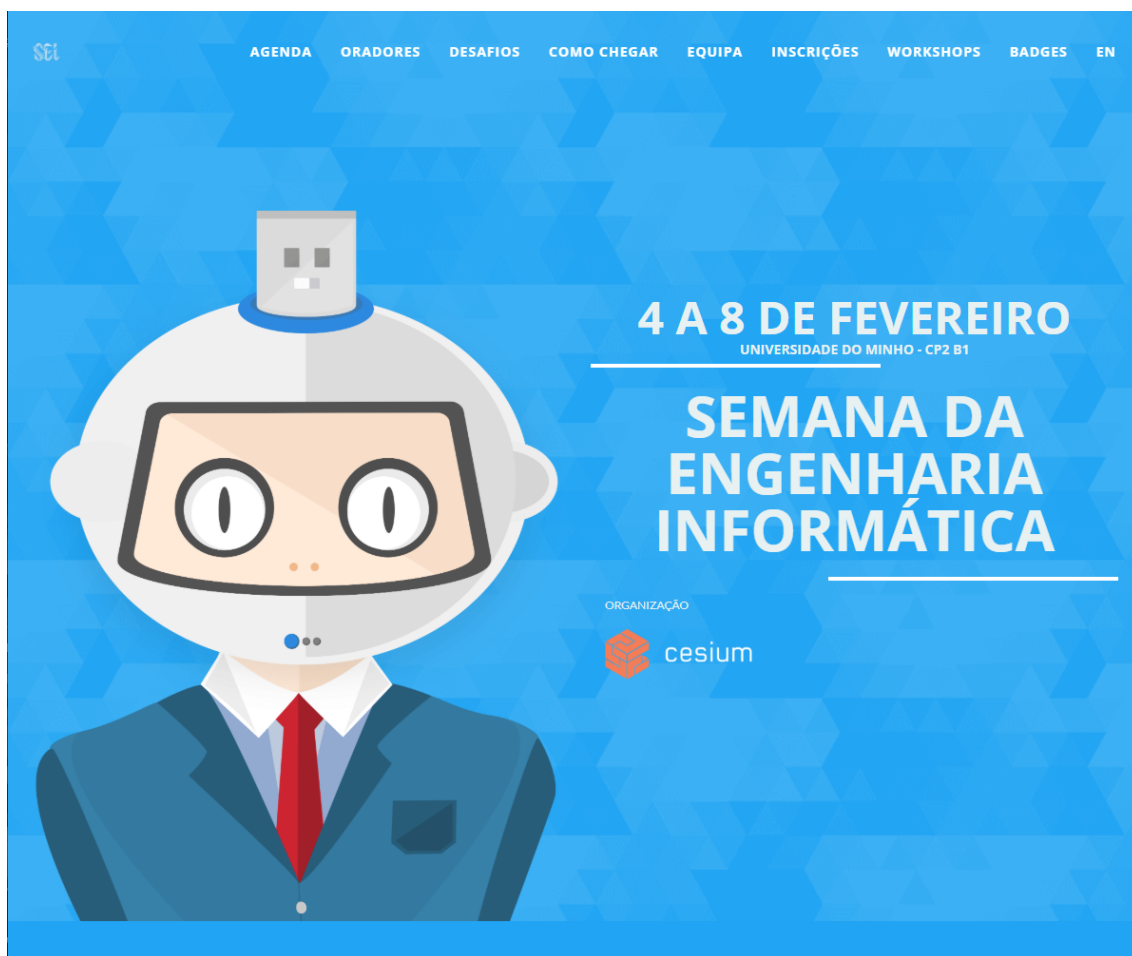 SEi
AGENDA ORADORES DESAFIOS COMO CHEGAR EQUIPA INSCRIÇÕES WORKSHOPS BADGES EN
4 A 8 DE FEVEREIRO
UNIVERSIDADE DO MINHO - CP2 B1
SEMANA DA
ENGENHARIA
INFORMÁTICA
ORGANIZAÇÃO
cesium